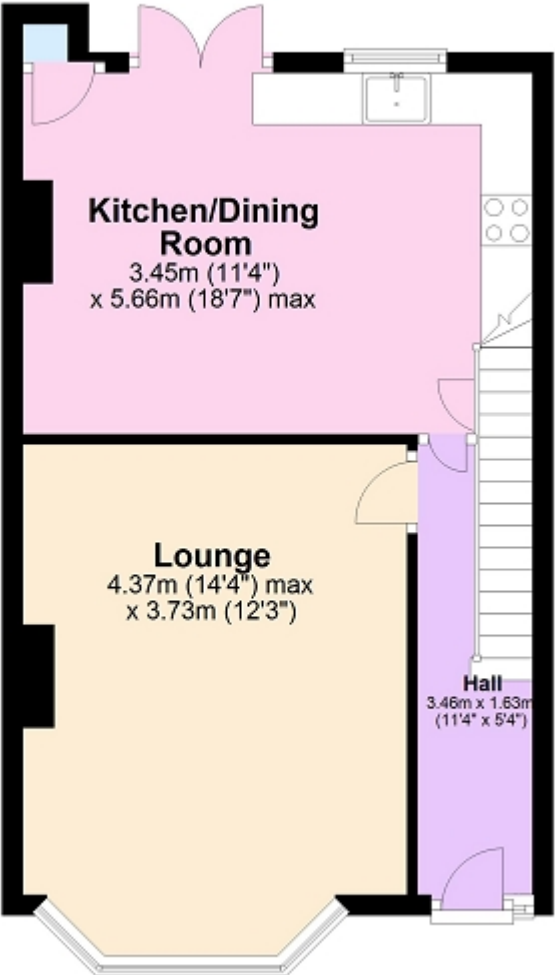 Kitchen/Dining
Room
3.45m (11'4")
x 5.66m (18'7") max
Lounge
4.37m (14'4") max
x 3.73m (12'3")
Hall
3.46m x 1.63m
(11'4" x 5'4")